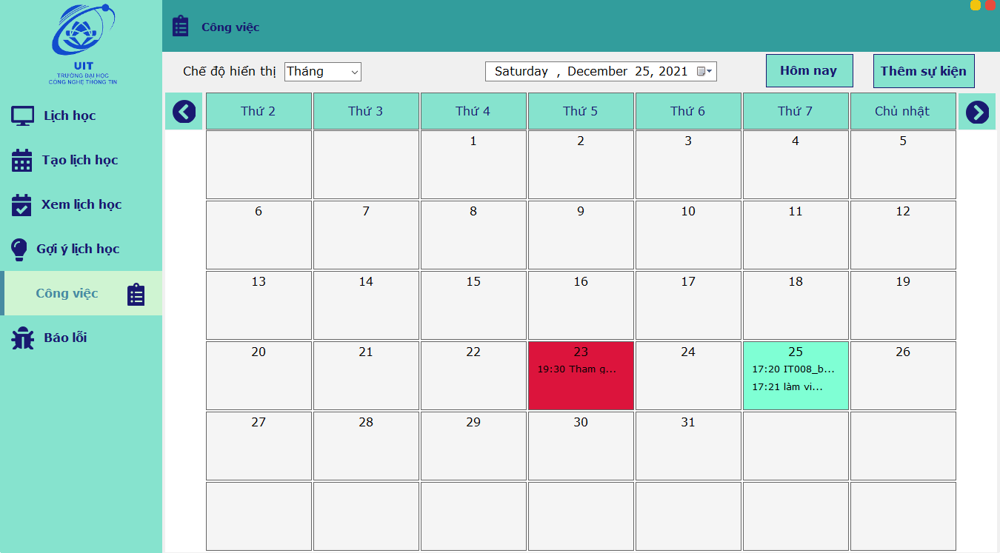 UIT
TRƯỜNG ĐẠI HỌC
CÔNG NGHỆ THÔNG TIN
Lịch học
Tạo lịch học
Xem lịch học
Gợi ý lịch học
Công việc
Báo lỗi
Công việc
Chế độ hiển thị Tháng Saturday , December 25, 2021 Hôm nay Thêm sự kiện
Thứ 2 Thứ 3 Thứ 4 Thứ 5 Thứ 6 Thứ 7 Chủ nhật
1 2 3 4 5
6 7 8 9 10 11 12
13 14 15 16 17 18 19
20 21 22 23 24 25 26
19:30 Tham g... 17:20 IT008_b...
17:21 làm vi...
27 28 29 30 31